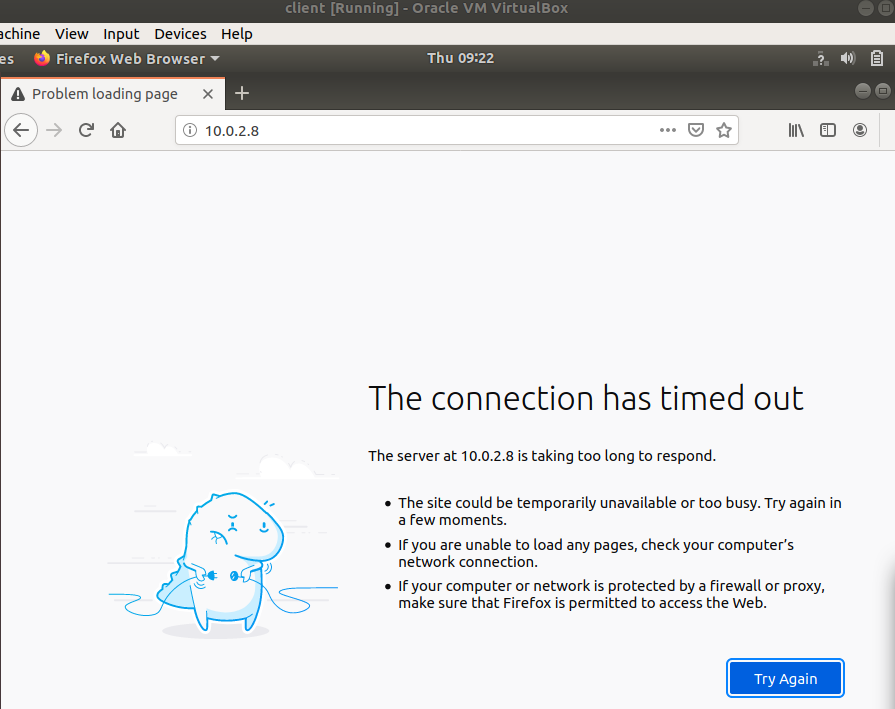 client [Running] - Oracle VM VirtualBox
achine View Input Devices Help
es Firefox Web Browser Thu 09:22 ?
Problem loading page
10.0.2.8
The connection has timed out
The server at 10.0.2.8 is taking too long to respond.
The site could be temporarily unavailable or too busy. Try again in
a few moments.
If you are unable to load any pages, check your computer’s
network connection.
If your computer or network is protected by a firewall or proxy,
make sure that Firefox is permitted to access the Web.
Try Again